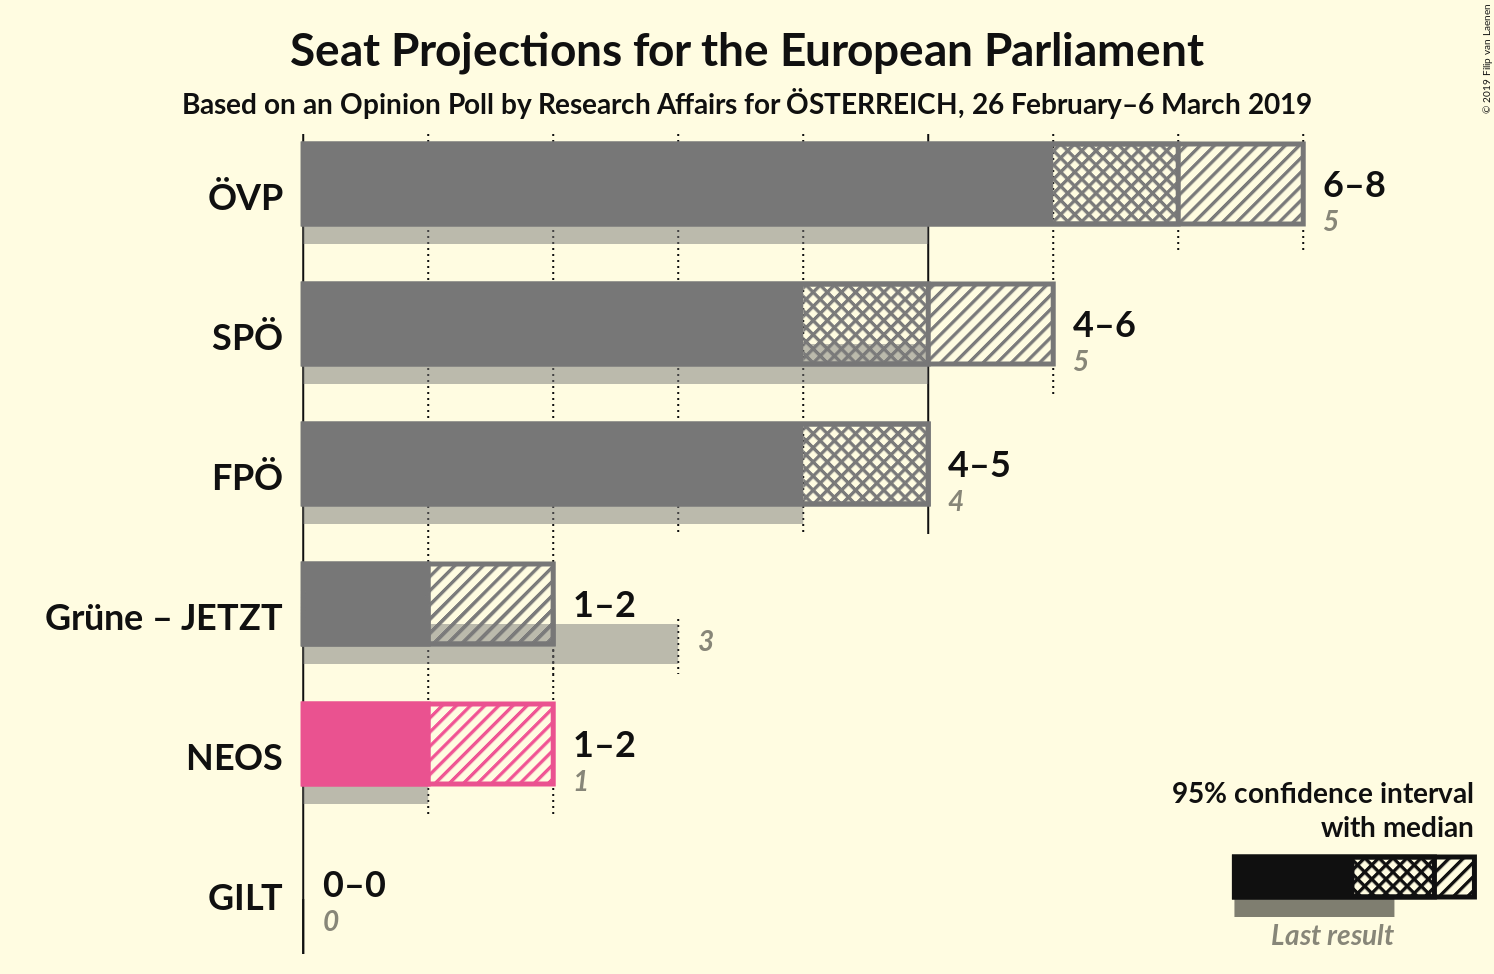 Seat Projections for the European Parliament
Based on an Opinion Poll by Research Affairs for ÖSTERREICH, 26 February–6 March 2019
© 2019 Filip van Laenen
ÖVP
6–8
5
SPÖ
4–6
5
FPÖ
4–5
4
Grüne – JETZT
1–2
3
NEOS
1–2
1
GILT
0–0
0
95% confidence interval
with median
Last result